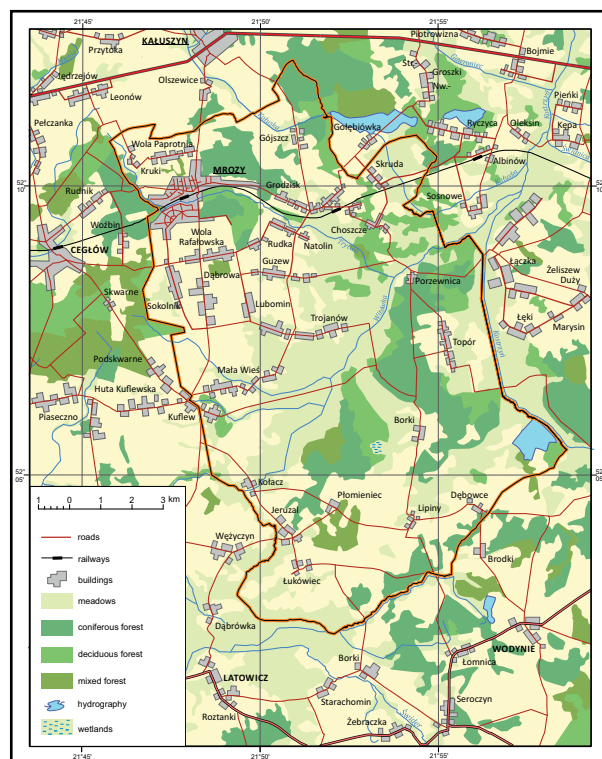 21°45 21°50 21°55
KAŁUSZYN
Piotrowizna
Przytoka
Bojmie
Jędrzejów
Olszewice
Groszki
Nw.-
Leonów
Pieńki
Pełczanka
Gołębiówka
Ryczyca
Oleksin
Kępa
Gójszcz
Wola Paprotnia
Kruki
Skruda
Albinów
52° 10
MROZY
52° 10
Rudnik
Grodzisk
Sosnowe
Woźbin
Choszcze
Wola Rafałowska
Rudka
Natolin
CEGŁÓW
Guzew
Łączka
Dąbrowa
Żeliszew Duży
Skwarne
Porzewnica
Sokolnik
Lubomin
Trojanów
Łęki
Marysin
Topór
Podskwarne
Mała Wieś
Huta Kuflewska
Piaseczno
Kuflew
Borki
52° 05
52° 05
Kołacz
Płomieniec
Dębowce
1 0 1 2 3 km
Jeruzal
Lipiny
roads
Wężyczyn
railways
Brodki
buildings
Łukówiec
meadows
coniferous forest
Dąbrówka
deciduous forest
WODYNIE
Borki
Łomnica
mixed forest
LATOWICZ
Starachomin
hydrography
Seroczyn
Roztanki
Żebrączka
wetlands
21°45 21°50 21°55